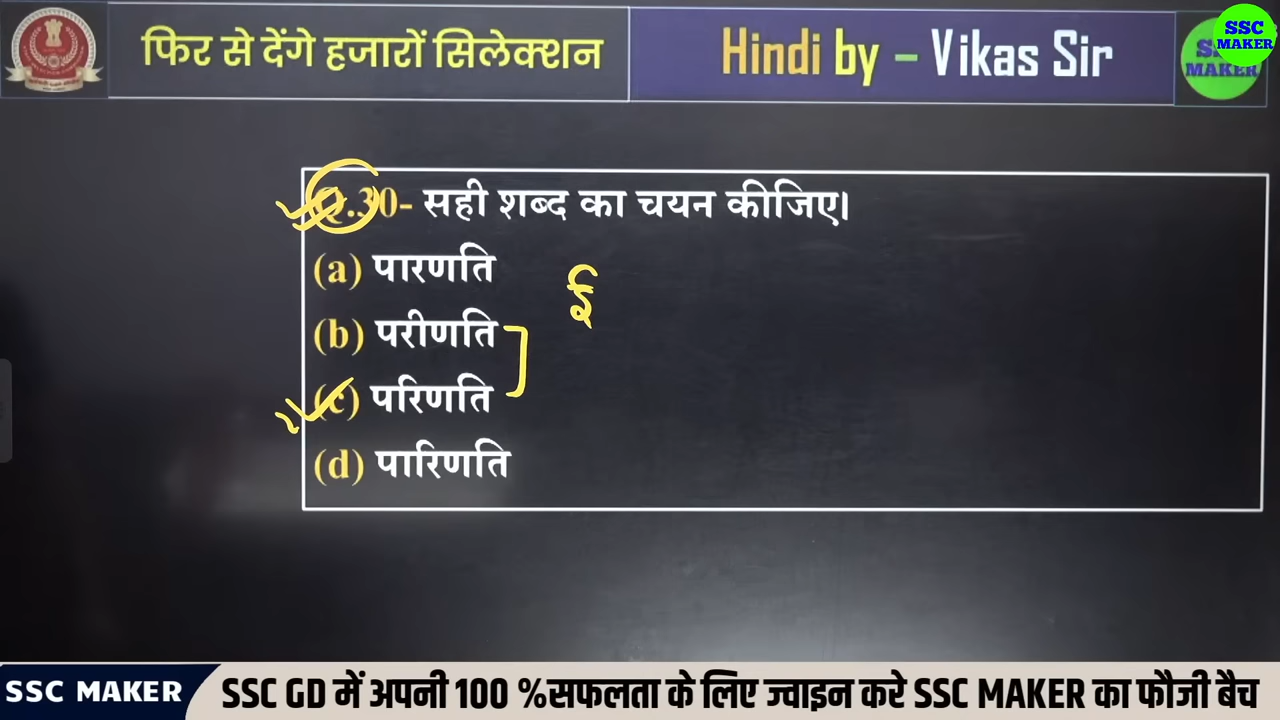 फिर से देंगे हजारों सिलेक्शन
Hindi by – Vikas Sir
SSC
MAKER
MAKER
Q.30- सही शब्द का चयन कीजिए।
(a) पारणति
(b) परीणति
(c) परिणति
(d) पारिणति
ई
SSC MAKER
SSC GD में अपनी 100 %सफलता के लिए ज्वाइन करे SSC MAKER का फौजी बैच